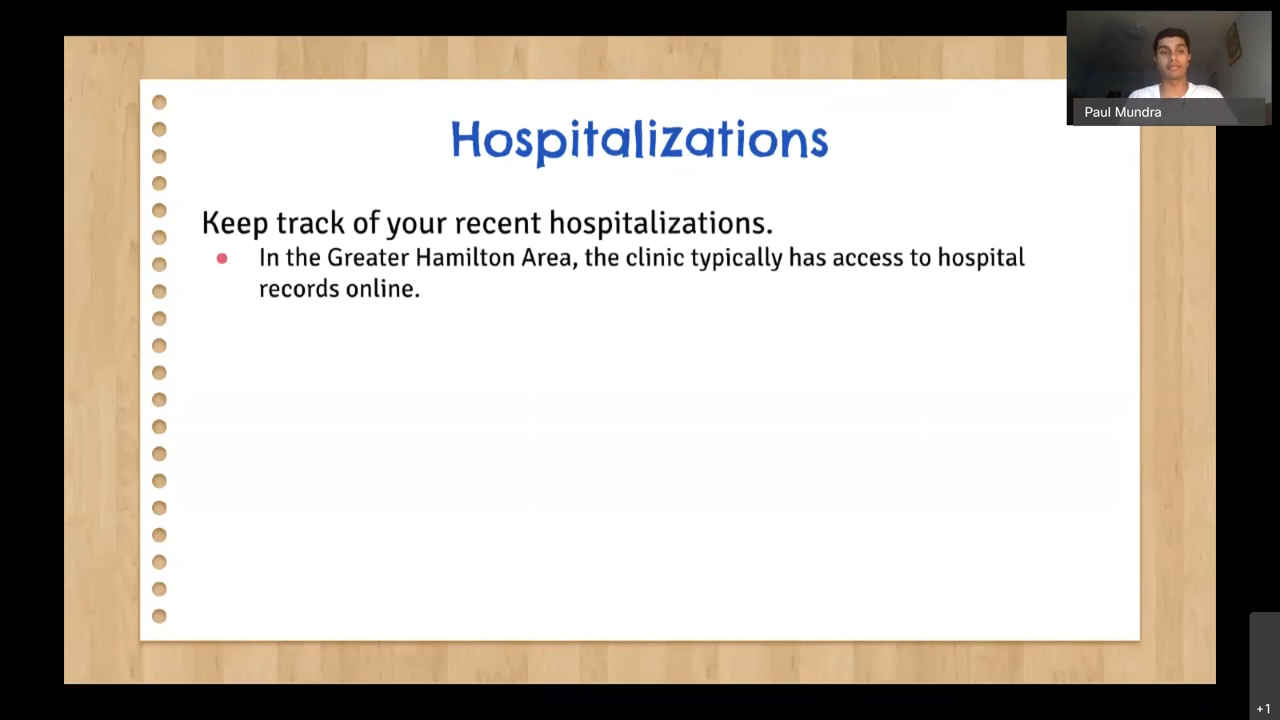 Paul Mundra
Hospitalizations
Keep track of your recent hospitalizations.
In the Greater Hamilton Area, the clinic typically has access to hospital
records online.
+1